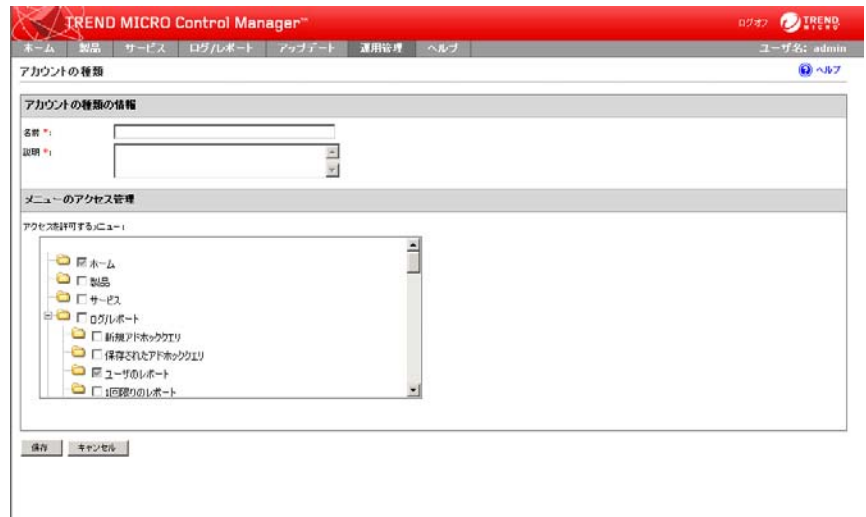 TREND MICRO Control Manager™
ログオフ
TREND MICRO
ホーム 製品 サービス ログ/レポート アップデート 運用管理 ヘルプ ユーザ名: admin
アカウントの種類
ヘルプ
アカウントの種類の情報
名前 *:
説明 *:
メニューのアクセス管理
アクセスを許可するメニュー:
ホーム
製品
サービス
ログ/レポート
新規アドホッククエリ
保存されたアドホッククエリ
ユーザのレポート
1回限りのレポート
保存 キャンセル